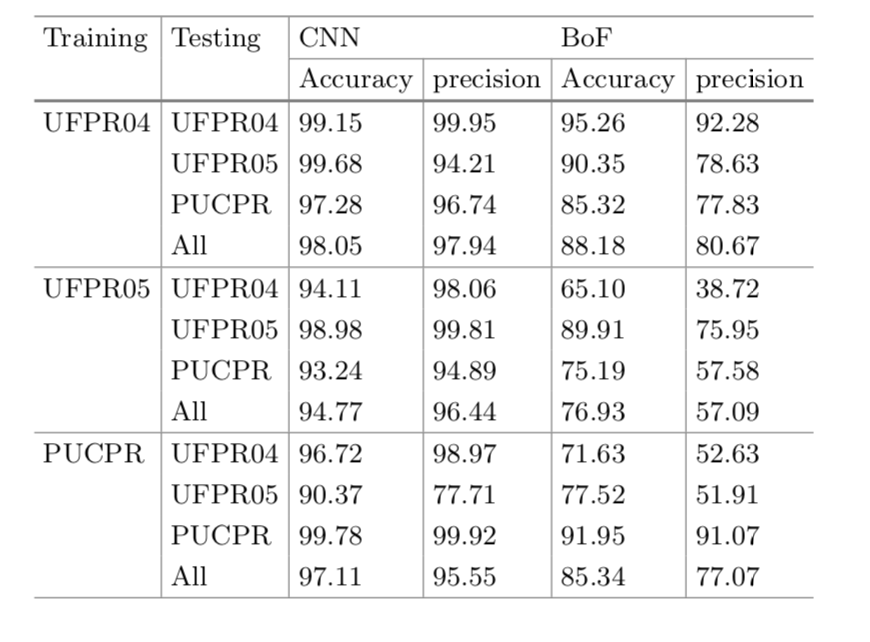 Training Testing CNN BoF
Accuracy precision Accuracy precision
UFPR04 UFPR04 99.15 99.95 95.26 92.28
UFPR05 99.68 94.21 90.35 78.63
PUCPR 97.28 96.74 85.32 77.83
All 98.05 97.94 88.18 80.67
UFPR05 UFPR04 94.11 98.06 65.10 38.72
UFPR05 98.98 99.81 89.91 75.95
PUCPR 93.24 94.89 75.19 57.58
All 94.77 96.44 76.93 57.09
PUCPR UFPR04 96.72 98.97 71.63 52.63
UFPR05 90.37 77.71 77.52 51.91
PUCPR 99.78 99.92 91.95 91.07
All 97.11 95.55 85.34 77.07